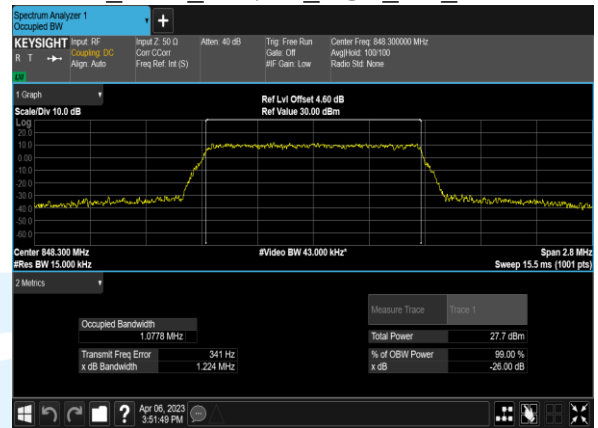 Spectrum Analyzer 1
Occupied BW
KEYSIGHT Input: RF Input Z: 50 Ω Atten: 40 dB Trig: Free Run Center Freq: 848.300000 MHz
R T Coupling: DC Corr CCorr Gate: Off Avg|Hold: 100/100
Align: Auto Freq Ref: Int (S) #IF Gain: Low Radio Std: None
1 Graph
Ref Lvl Offset 4.60 dB
Scale/Div 10.0 dB Ref Value 30.00 dBm
Log
20.0
10.0
0.00
-10.0
-20.0
-30.0
-40.0
-50.0
-60.0
Center 848.300 MHz #Video BW 43.000 kHz* Span 2.8 MHz
#Res BW 15.000 kHz Sweep 15.5 ms (1001 pts)
2 Metrics
Measure Trace Trace 1
Occupied Bandwidth
1.0778 MHz Total Power 27.7 dBm
Transmit Freq Error 341 Hz % of OBW Power 99.00 %
x dB Bandwidth 1.224 MHz x dB -26.00 dB
Apr 06, 2023
3:51:49 PM